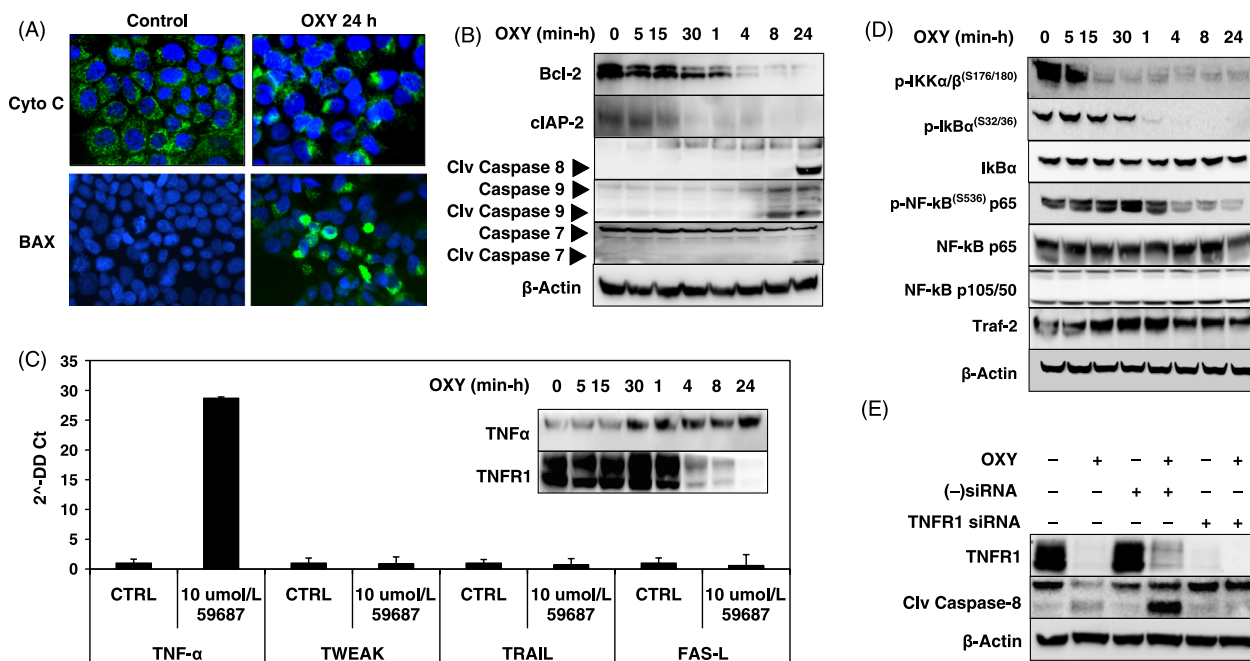 (A)
Control OXY 24 h
Cyto C
BAX
(B)
OXY (min-h) 0 5 15 30 1 4 8 24
Bcl-2
cIAP-2
Clv Caspase 8
Caspase 9
Clv Caspase 9
Caspase 7
Clv Caspase 7
β-Actin
(C)
2^-DD Ct
35
30
25
20
15
10
5
0
OXY (min-h) 0 5 15 30 1 4 8 24
TNFα
TNFR1
CTRL 10 umol/L 59687 CTRL 10 umol/L 59687 CTRL 10 umol/L 59687 CTRL 10 umol/L 59687
TNF-α TWEAK TRAIL FAS-L
(D)
OXY (min-h) 0 5 15 30 1 4 8 24
p-IKKα/β(S176/180)
p-IkBα(S32/36)
IkBα
p-NF-kB(S536) p65
NF-kB p65
NF-kB p105/50
Traf-2
β-Actin
(E)
OXY – + – + – +
(–)siRNA – – + + – –
TNFR1 siRNA – – – – + +
TNFR1
Clv Caspase-8
β-Actin